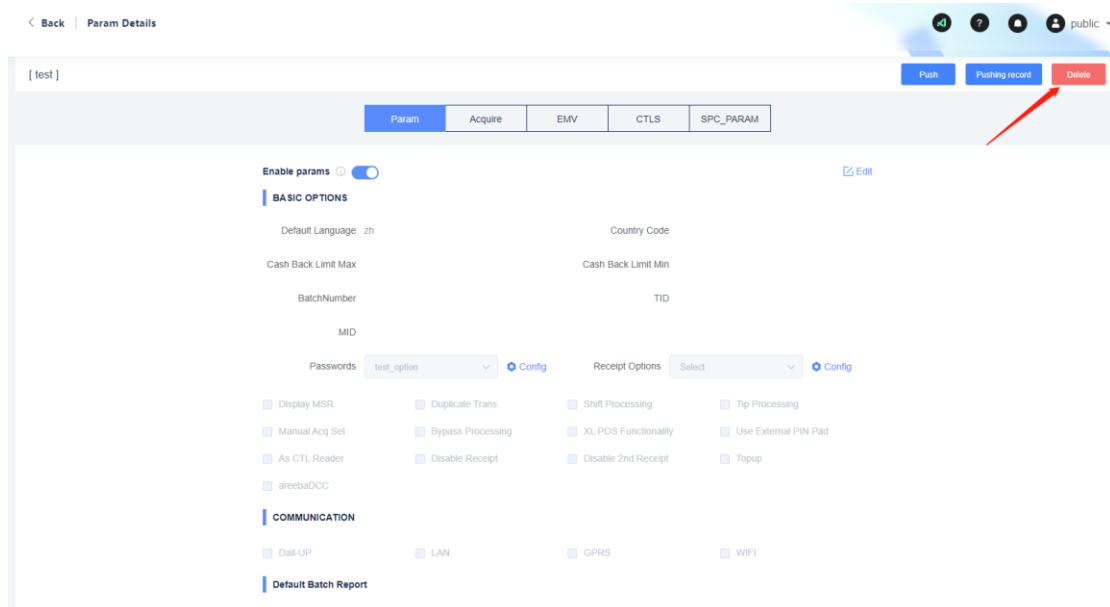 Back Param Details public
[ test ] Push Pushing record Delete
Param Acquire EMV CTLS SPC_PARAM
Enable params Edit
BASIC OPTIONS
Default Language zh Country Code
Cash Back Limit Max Cash Back Limit Min
BatchNumber TID
MID
Passwords test_option Config Receipt Options Select Config
Display MSR Duplicate Trans Shift Processing Tip Processing
Manual Acq Sel Bypass Processing XL POS Functionality Use External PIN Pad
As CTL Reader Disable Receipt Disable 2nd Receipt Topup
areebaDCC
COMMUNICATION
Dail-UP LAN GPRS WIFI
Default Batch Report